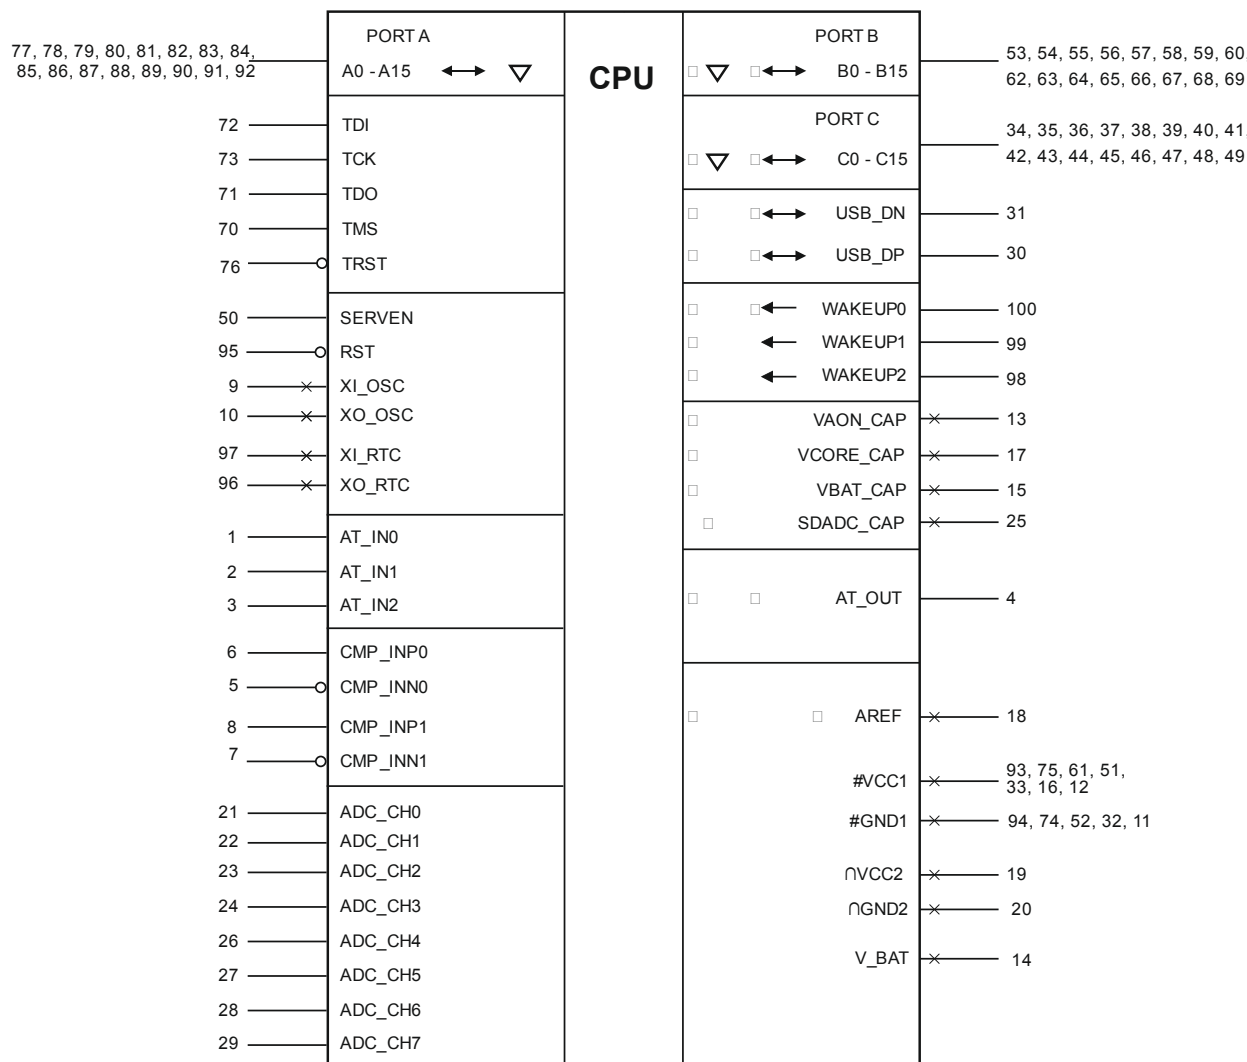 PORT A
77, 78, 79, 80, 81, 82, 83, 84,
85, 86, 87, 88, 89, 90, 91, 92
A0 - A15
72 TDI
73 TCK
71 TDO
70 TMS
76 TRST
50 SERVEN
95 RST
9 XI_OSC
10 XO_OSC
97 XI_RTC
96 XO_RTC
1 AT_IN0
2 AT_IN1
3 AT_IN2
6 CMP_INP0
5 CMP_INN0
8 CMP_INP1
7 CMP_INN1
21 ADC_CH0
22 ADC_CH1
23 ADC_CH2
24 ADC_CH3
26 ADC_CH4
27 ADC_CH5
28 ADC_CH6
29 ADC_CH7
CPU
PORT B
B0 - B15
53, 54, 55, 56, 57, 58, 59, 60,
62, 63, 64, 65, 66, 67, 68, 69
PORT C
C0 - C15
34, 35, 36, 37, 38, 39, 40, 41,
42, 43, 44, 45, 46, 47, 48, 49
USB_DN 31
USB_DP 30
WAKEUP0 100
WAKEUP1 99
WAKEUP2 98
VAON_CAP 13
VCORE_CAP 17
VBAT_CAP 15
SDADC_CAP 25
AT_OUT 4
AREF 18
#VCC1 93, 75, 61, 51,
33, 16, 12
#GND1 94, 74, 52, 32, 11
∩VCC2 19
∩GND2 20
V_BAT 14